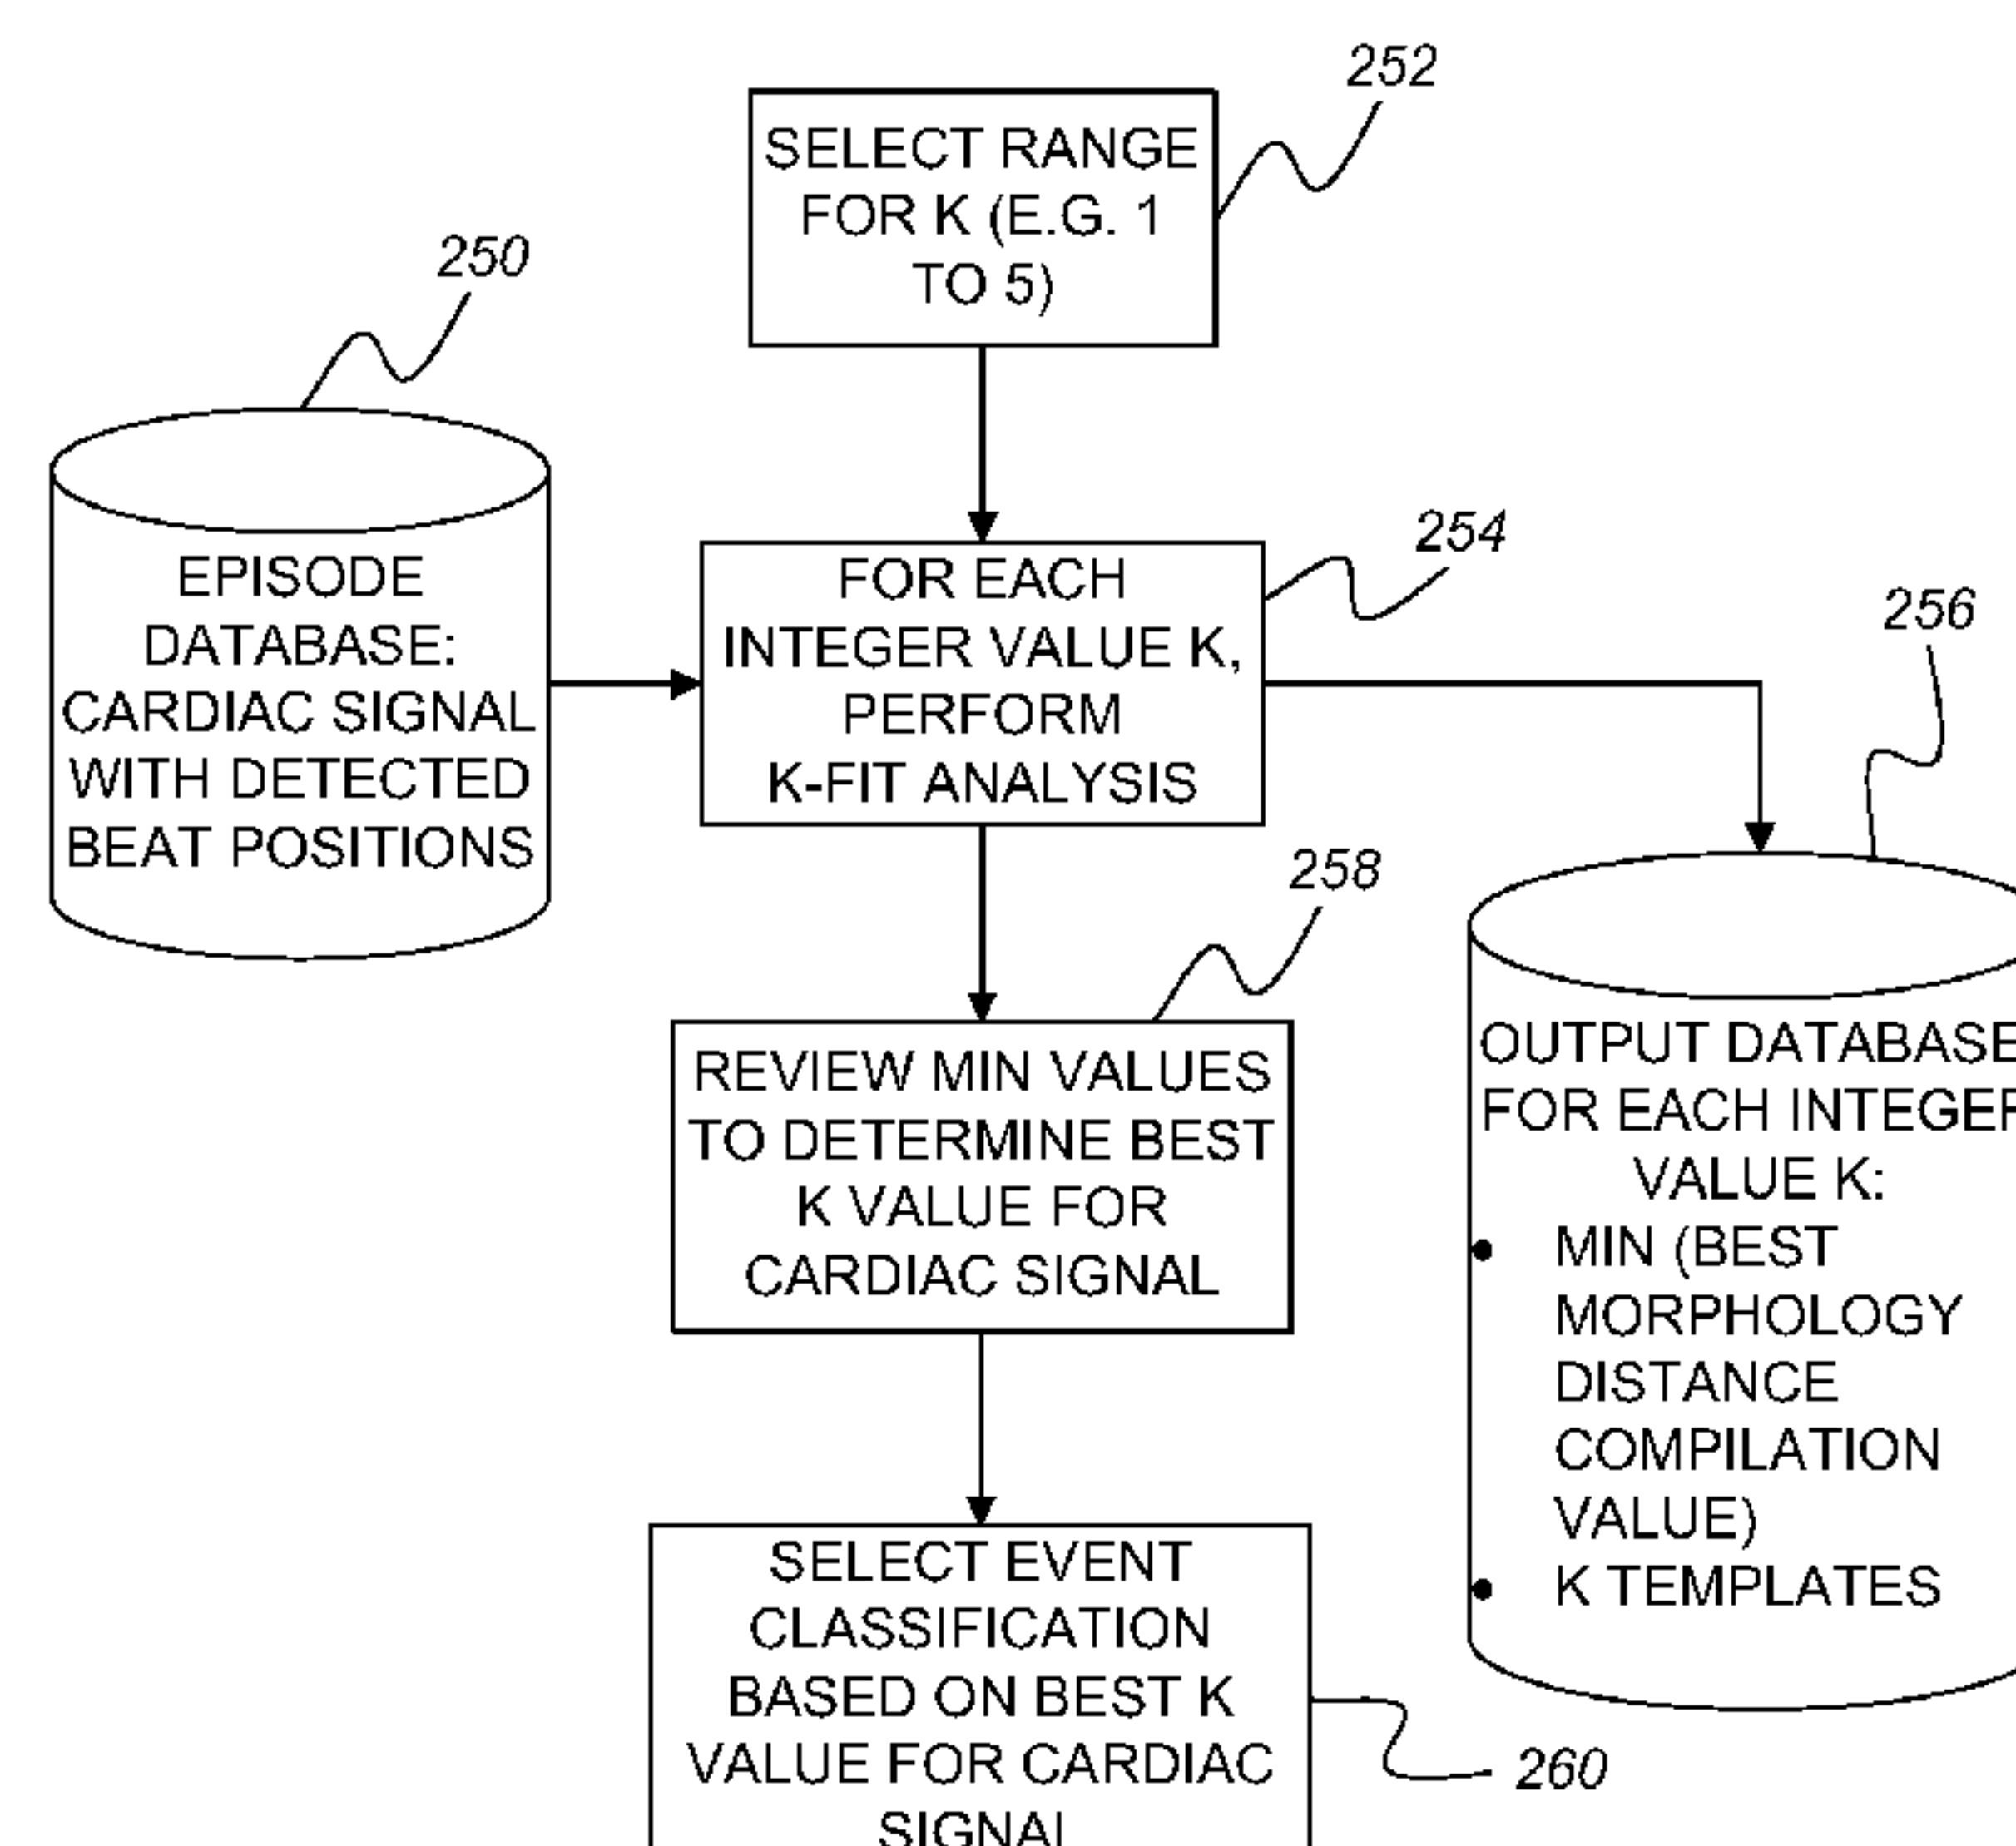 252
SELECT RANGE
FOR K (E.G. 1
TO 5)
250
EPISODE
DATABASE:
CARDIAC SIGNAL
WITH DETECTED
BEAT POSITIONS
254
FOR EACH
INTEGER VALUE K,
PERFORM
K-FIT ANALYSIS
256
OUTPUT DATABASE
FOR EACH INTEGER
VALUE K:
• MIN (BEST
MORPHOLOGY
DISTANCE
COMPILATION
VALUE)
• K TEMPLATES
258
REVIEW MIN VALUES
TO DETERMINE BEST
K VALUE FOR
CARDIAC SIGNAL
SELECT EVENT
CLASSIFICATION
BASED ON BEST K
VALUE FOR CARDIAC
SIGNAL
260